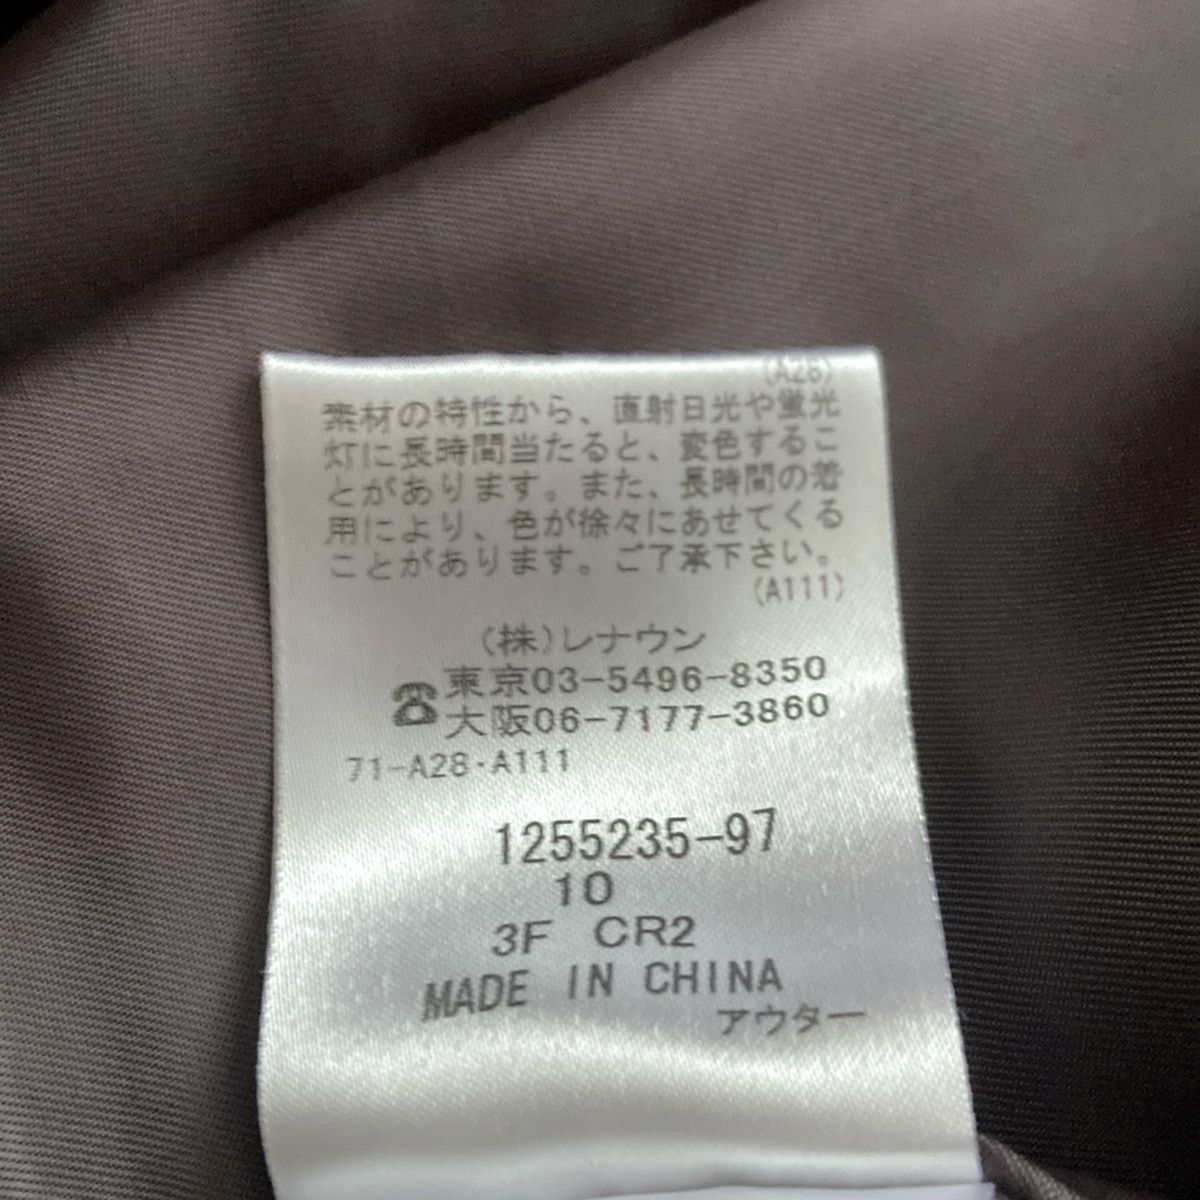 (A28)
素材の特性から、直射日光や蛍光
灯に長時間当たると、変色するこ
とがあります。また、長時間の着
用により、色が徐々にあせてくる
ことがあります。ご了承下さい。
(A111)
(株)レナウン
☎東京03-5496-8350
大阪06-7177-3860
71-A28・A111
1255235-97
10
3F CR2
MADE IN CHINA
アウター